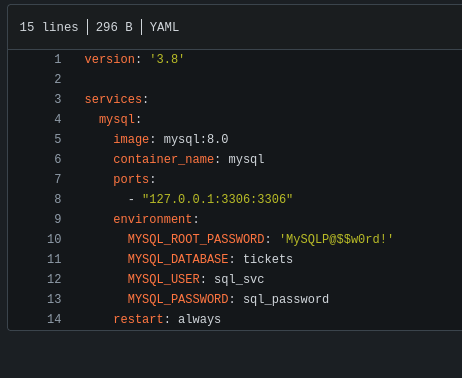 15 lines | 296 B | YAML
1 version: '3.8'
2
3 services:
4   mysql:
5     image: mysql:8.0
6     container_name: mysql
7     ports:
8       - "127.0.0.1:3306:3306"
9     environment:
10       MYSQL_ROOT_PASSWORD: 'MySQLP@$$w0rd!'
11       MYSQL_DATABASE: tickets
12       MYSQL_USER: sql_svc
13       MYSQL_PASSWORD: sql_password
14     restart: always